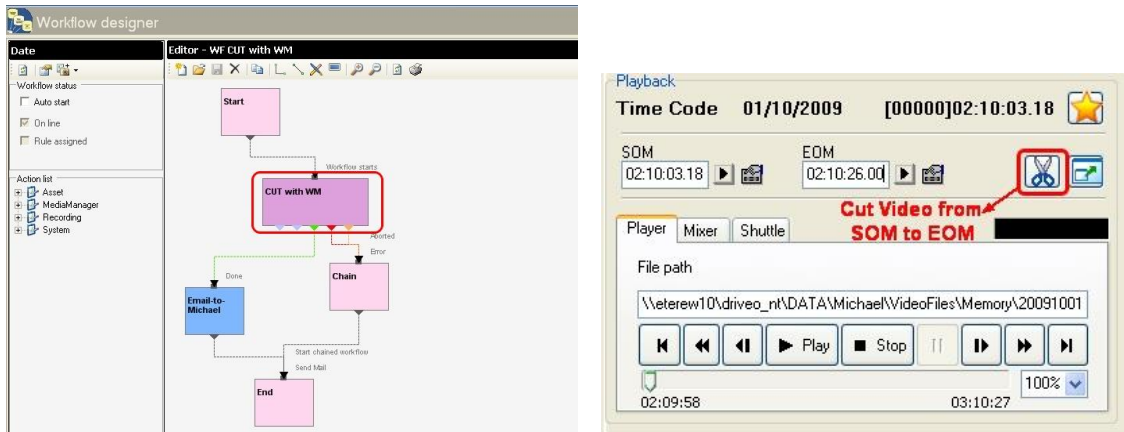 Workflow designer
Date
Editor - WF CUT with WM
Workflow status
Auto start
On line
Rule assigned
Action list
Asset
MediaManager
Recording
System
Start
Workflow starts
CUT with WM
Aborted
Error
Done
Chain
Email-to-
Michael
Start chained workflow
Send Mail
End
Playback
Time Code 01/10/2009 [00000]02:10:03.18
SOM EOM
02:10:03.18 02:10:26.00
Cut Video from
SOM to EOM
Player Mixer Shuttle
File path
\\eterew10\driveo_nt\DATA\Michael\VideoFiles\Memory\20091001
Play Stop
100%
02:09:58 03:10:27